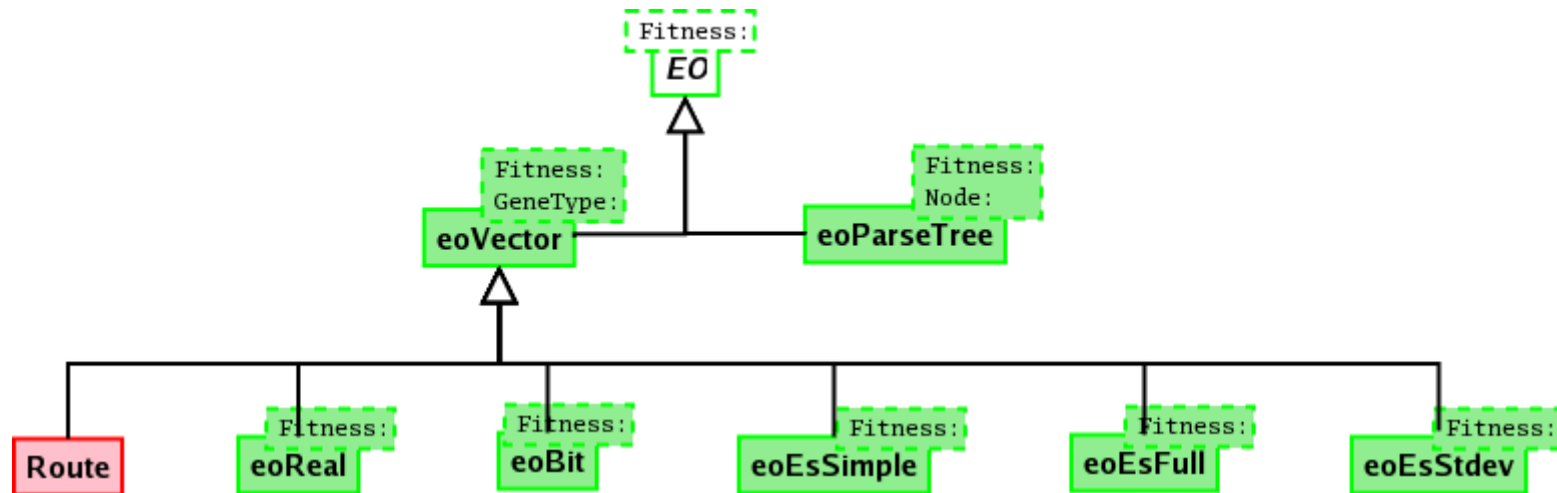 Fitness:
EO
Fitness:
GeneType:
eoVector
Fitness:
Node:
eoParseTree
Route
Fitness:
eoReal
Fitness:
eoBit
Fitness:
eoEsSimple
Fitness:
eoEsFull
Fitness:
eoEsStdev